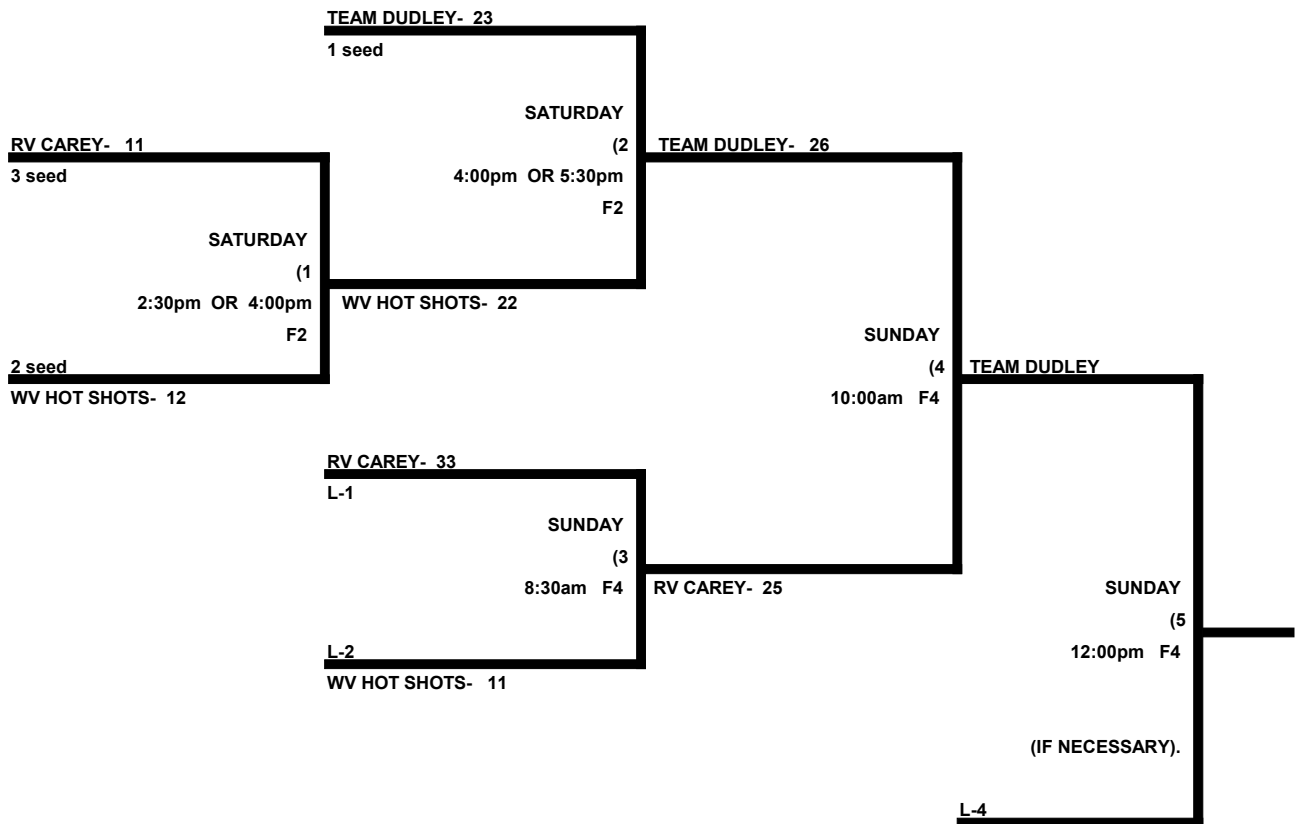 TEAM DUDLEY- 23
1 seed
SATURDAY
(2
4:00pm OR 5:30pm
F2
RV CAREY- 11
3 seed
SATURDAY
(1
2:30pm OR 4:00pm
F2
2 seed
WV HOT SHOTS- 12
TEAM DUDLEY- 26
WV HOT SHOTS- 22
SUNDAY
(4
10:00am F4
TEAM DUDLEY
RV CAREY- 33
L-1
SUNDAY
(3
8:30am F4
RV CAREY- 25
L-2
WV HOT SHOTS- 11
SUNDAY
(5
12:00pm F4
(IF NECESSARY).
L-4